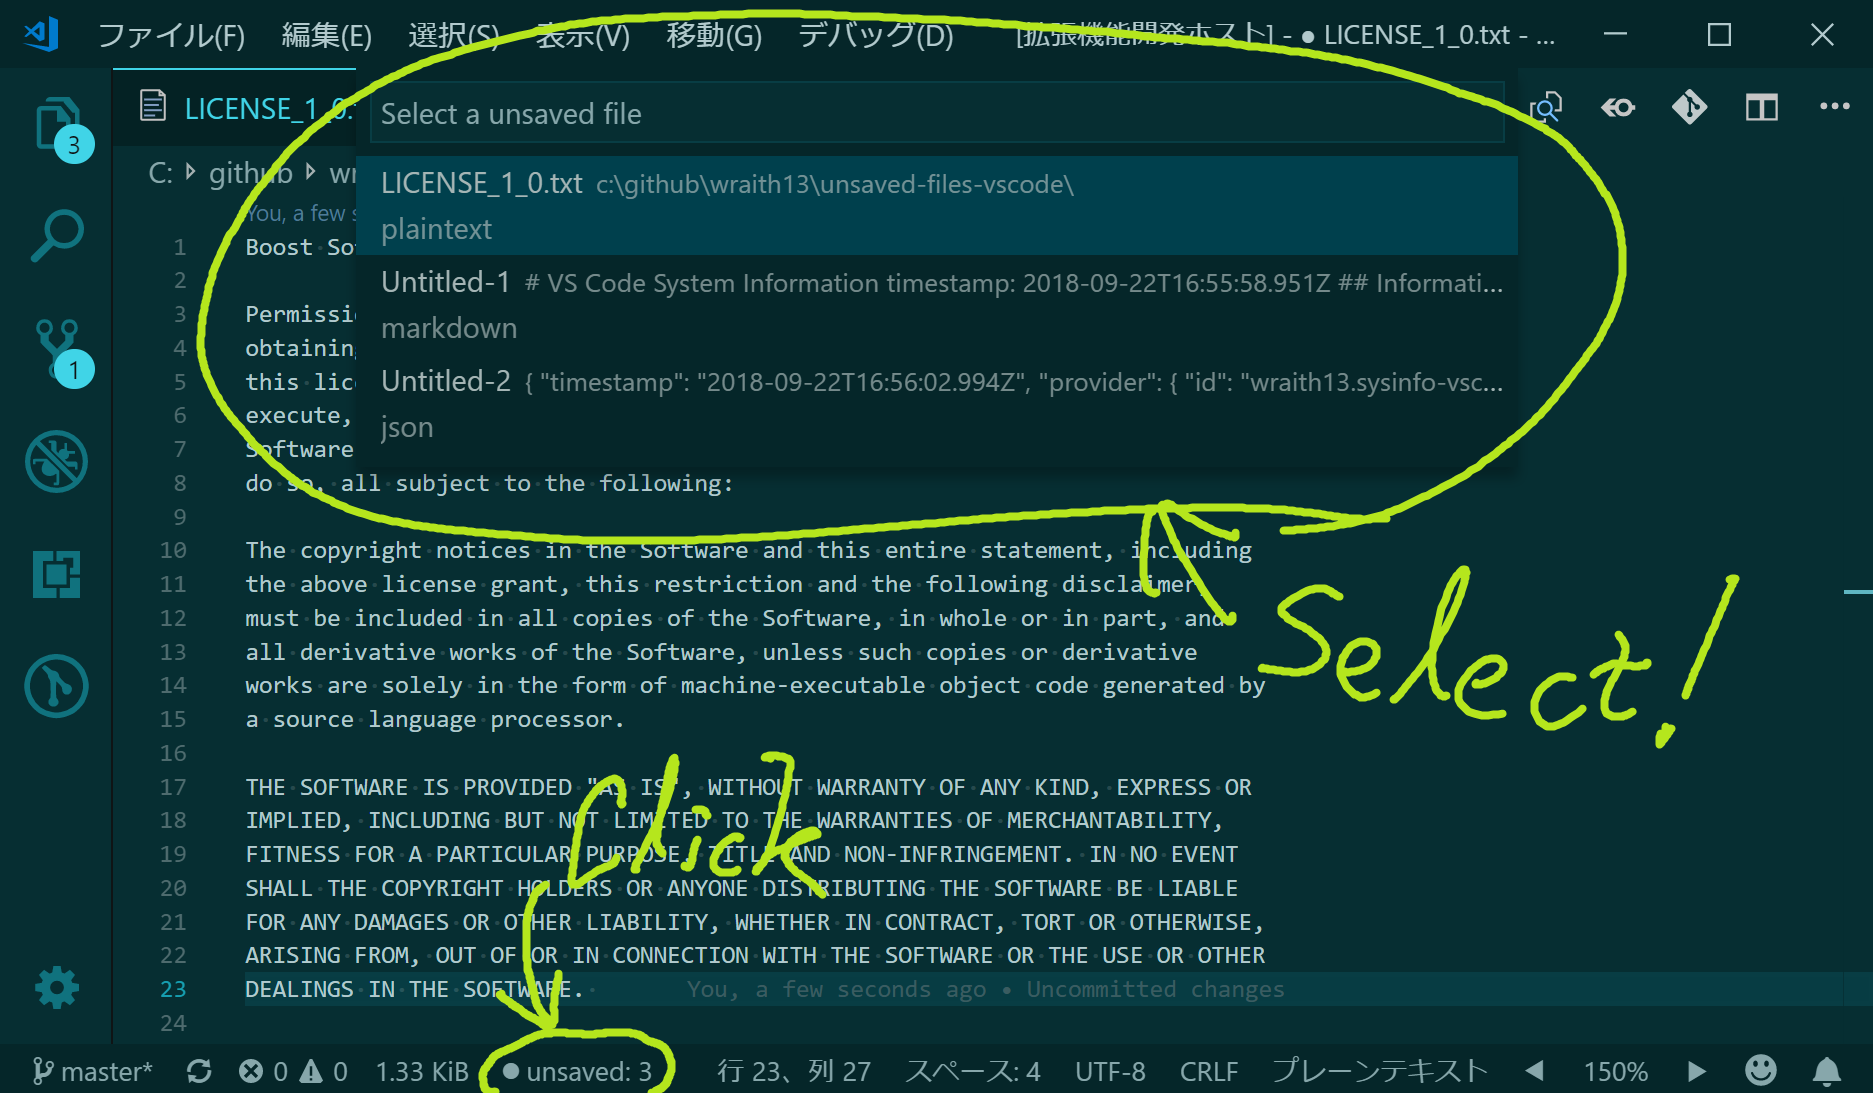 ファイル(F) 編集(E) 選択(S) 表示(V) 移動(G) デバッグ(D) [拡張機能開発ホスト] - ● LICENSE_1_0.txt - ...
LICENSE_1_0.
Select a unsaved file
C: github
LICENSE_1_0.txt c:\github\wraith13\unsaved-files-vscode\
plaintext
Untitled-1 # VS Code System Information timestamp: 2018-09-22T16:55:58.951Z ## Informati...
markdown
Untitled-2 { "timestamp": "2018-09-22T16:56:02.994Z", "provider": { "id": "wraith13.sysinfo-vsc...
json
3
1
You, a few s
1 Boost So
2
3 Permissi
4 obtaining
5 this lic
6 execute,
7 Software
8 do so, all subject to the following:
9
10 The copyright notices in the Software and this entire statement, including
11 the above license grant, this restriction and the following disclaimer,
12 must be included in all copies of the Software, in whole or in part, and
13 all derivative works of the Software, unless such copies or derivative
14 works are solely in the form of machine-executable object code generated by
15 a source language processor.
16
17 THE SOFTWARE IS PROVIDED "AS IS", WITHOUT WARRANTY OF ANY KIND, EXPRESS OR
18 IMPLIED, INCLUDING BUT NOT LIMITED TO THE WARRANTIES OF MERCHANTABILITY,
19 FITNESS FOR A PARTICULAR PURPOSE, TITLE AND NON-INFRINGEMENT. IN NO EVENT
20 SHALL THE COPYRIGHT HOLDERS OR ANYONE DISTRIBUTING THE SOFTWARE BE LIABLE
21 FOR ANY DAMAGES OR OTHER LIABILITY, WHETHER IN CONTRACT, TORT OR OTHERWISE,
22 ARISING FROM, OUT OF OR IN CONNECTION WITH THE SOFTWARE OR THE USE OR OTHER
23 DEALINGS IN THE SOFTWARE. You, a few seconds ago • Uncommitted changes
24
Select!
Click
master* 0 0 1.33 KiB ● unsaved: 3 行 23、列 27 スペース: 4 UTF-8 CRLF プレーンテキスト ◀ 150% ▶